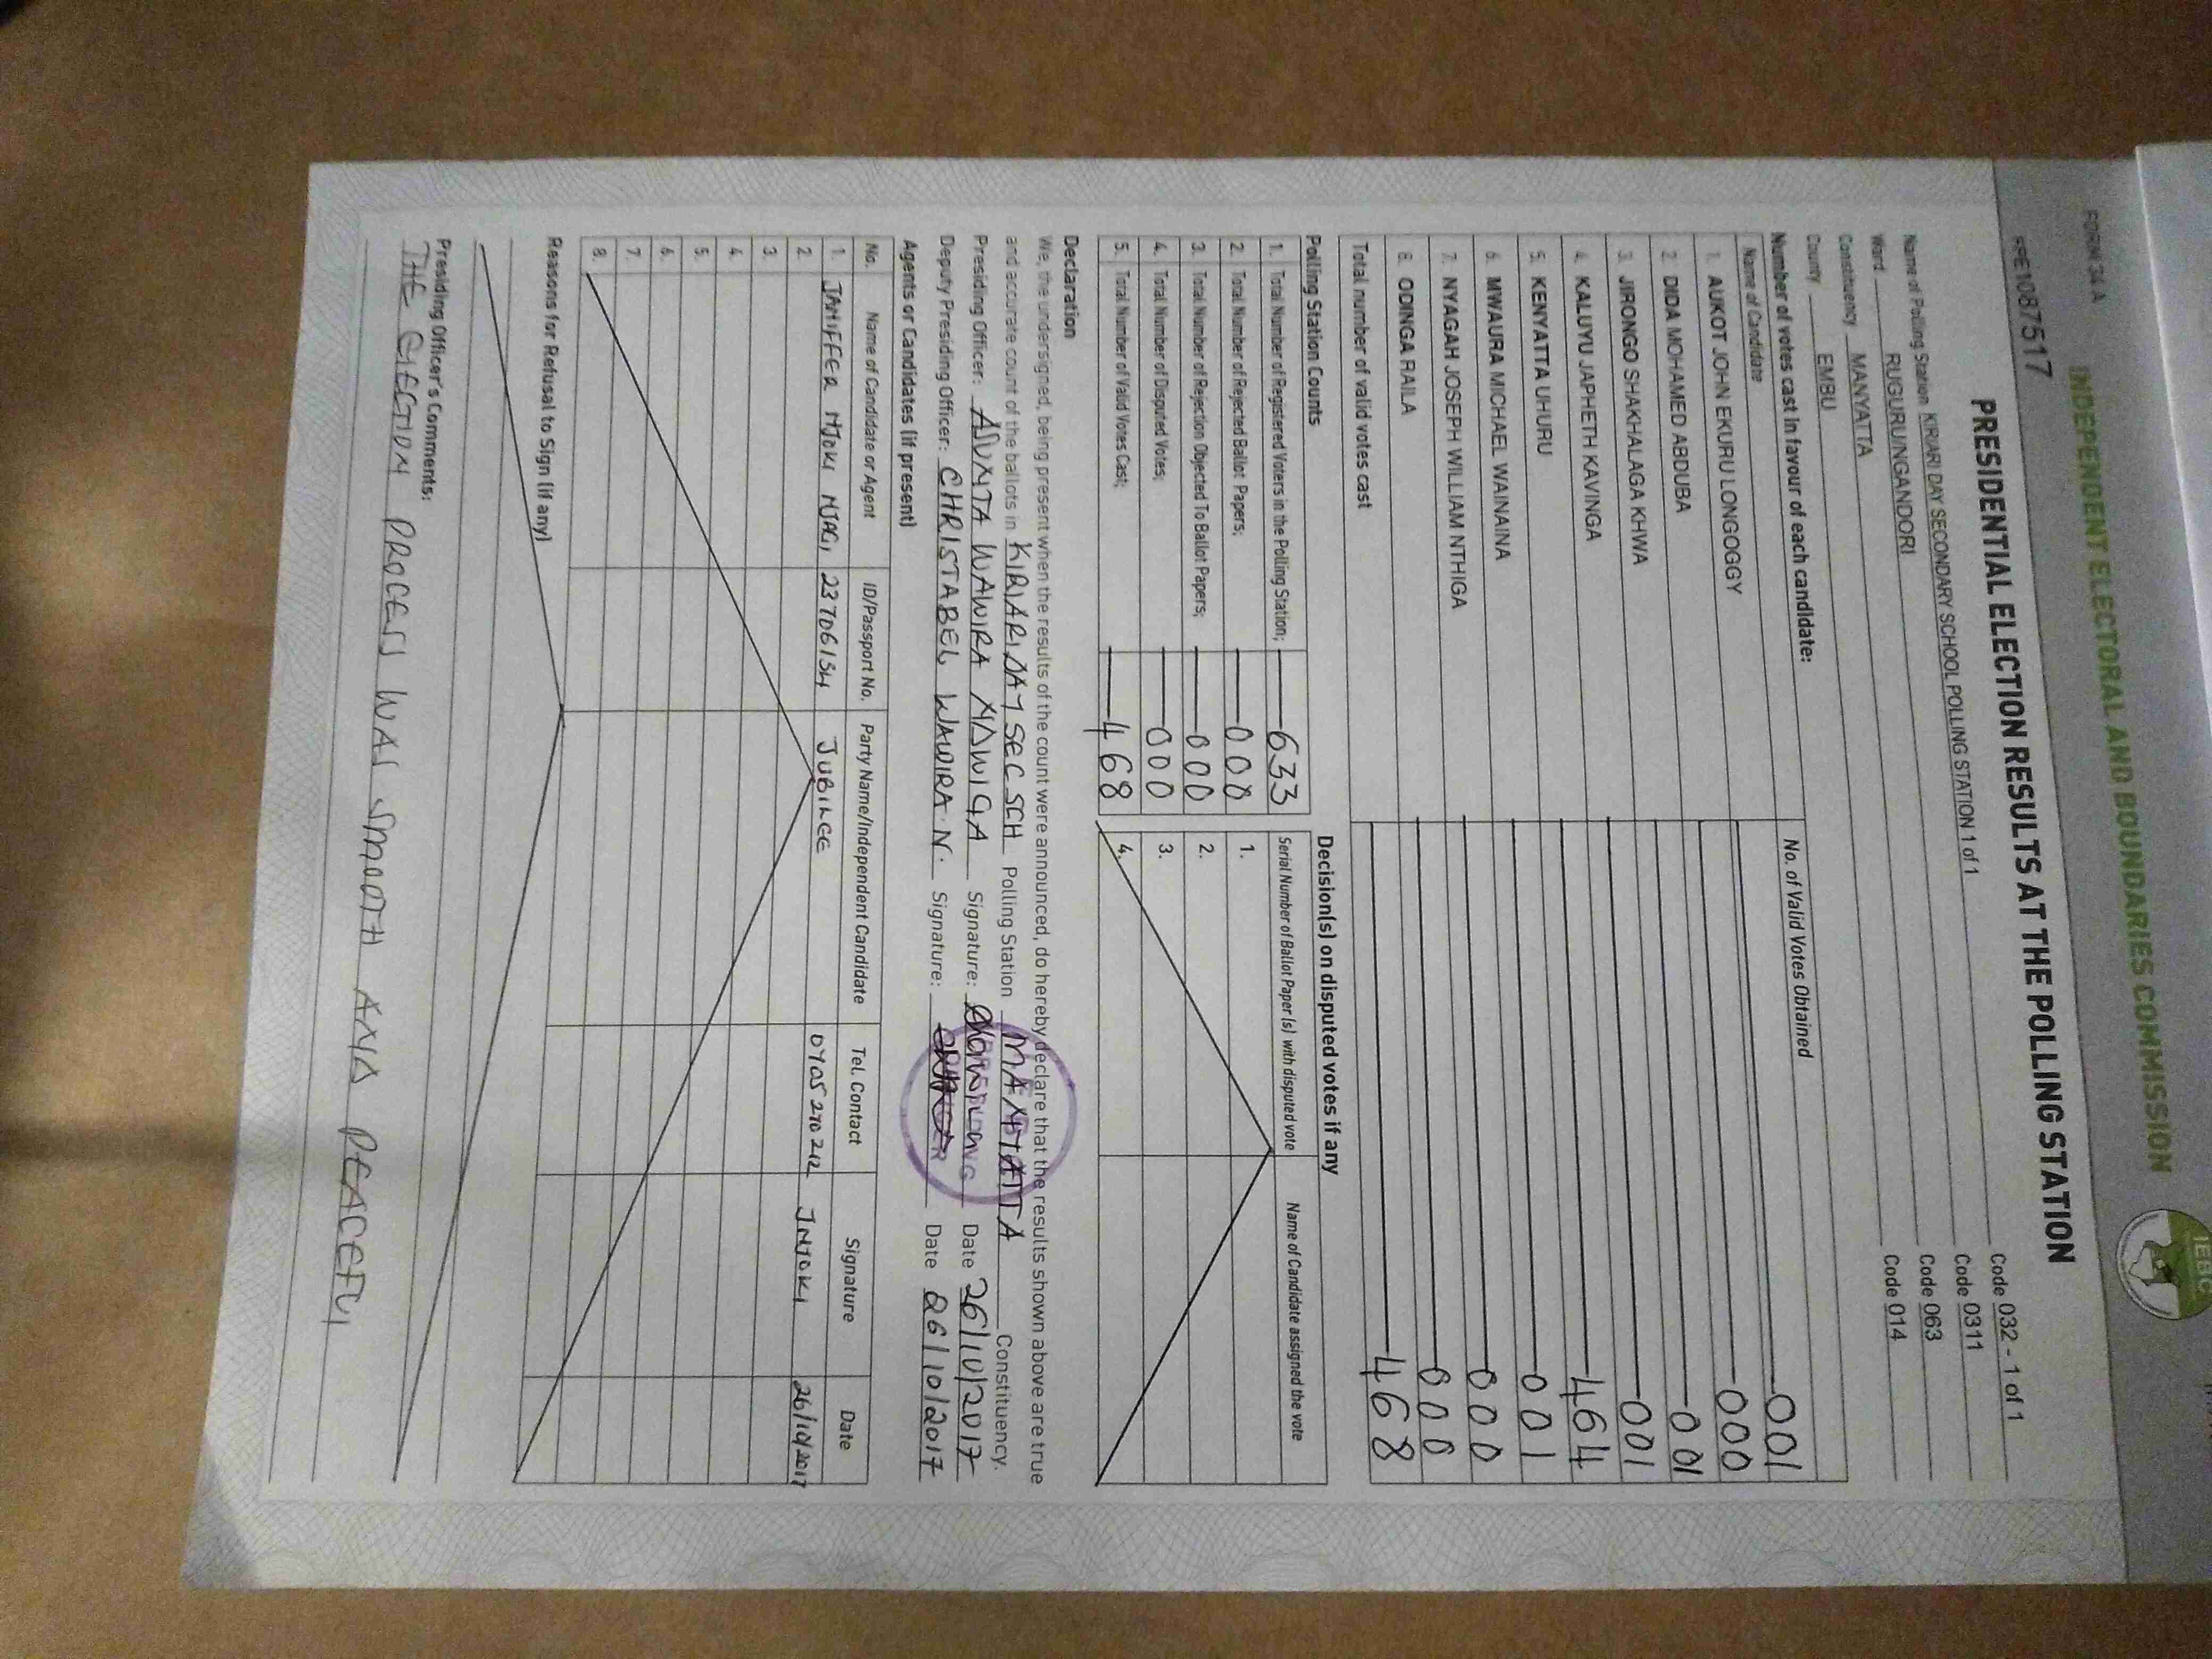 FORM 34 A
INDEPENDENT ELECTORAL AND BOUNDARIES COMMISSION
PRESIDENTIAL ELECTION RESULTS AT THE POLLING STATION
Name of Polling Station KIRIARI DAY SECONDARY SCHOOL POLLING STATION 1 of 1 Code 032 - 1 of 1
Ward RUGURU/NGANDORI Code 0311
Constituency MANYATTA Code 063
County EMBU Code 014
Number of votes cast in favour of each candidate:
Name of Candidate No. of Valid Votes Obtained
1. AUKOT JOHN EKURU LONGOGGY 001
2. DIDA MOHAMED ABDUBA 000
3. JIRONGO SHAKHALAGA KHWA 001
4. KALUYU JAPHETH KAVINGA 001
5. KENYATTA UHURU 464
6. MWAURA MICHAEL WAINAINA 001
7. NYAGAH JOSEPH WILLIAM NTHIGA 000
8. ODINGA RAILA 000
Total number of valid votes cast 468
Polling Station Counts
1. Total Number of Registered Voters in the Polling Station; 633
2. Total Number of Rejected Ballot Papers; 008
3. Total Number of Rejection Objected To Ballot Papers; 000
4. Total Number of Disputed Votes; 000
5. Total Number of Valid Votes Cast; 468
Decision(s) on disputed votes if any
Serial Number of Ballot Paper (s) with disputed vote Name of Candidate assigned the vote
1.
2.
3.
4.
Declaration
We, the undersigned, being present when the results of the count were announced, do hereby declare that the results shown above are true
and accurate count of the ballots in KIRIARI DAY SEC SCH Polling Station MANYATTA Constituency.
Presiding Officer: WAWIRA Signature: Date 26/10/2017
Deputy Presiding Officer: CHRISTABEL WAWIRA N. Signature: Date 26/10/2017
Agents or Candidates (if present)
No. Name of Candidate or Agent ID/Passport No. Party Name/Independent Candidate Tel. Contact Signature Date
1. JANIFFER NJOKI NJAGI 23706154 JUBILEE 0705270212 JNJOKI 26/10/2017
2.
3.
4.
5.
6.
7.
8.
Reasons for Refusal to Sign (if any)
Presiding Officer's Comments:
THE ELECTION PROCESS WAS SMOOTH AND PEACEFUL